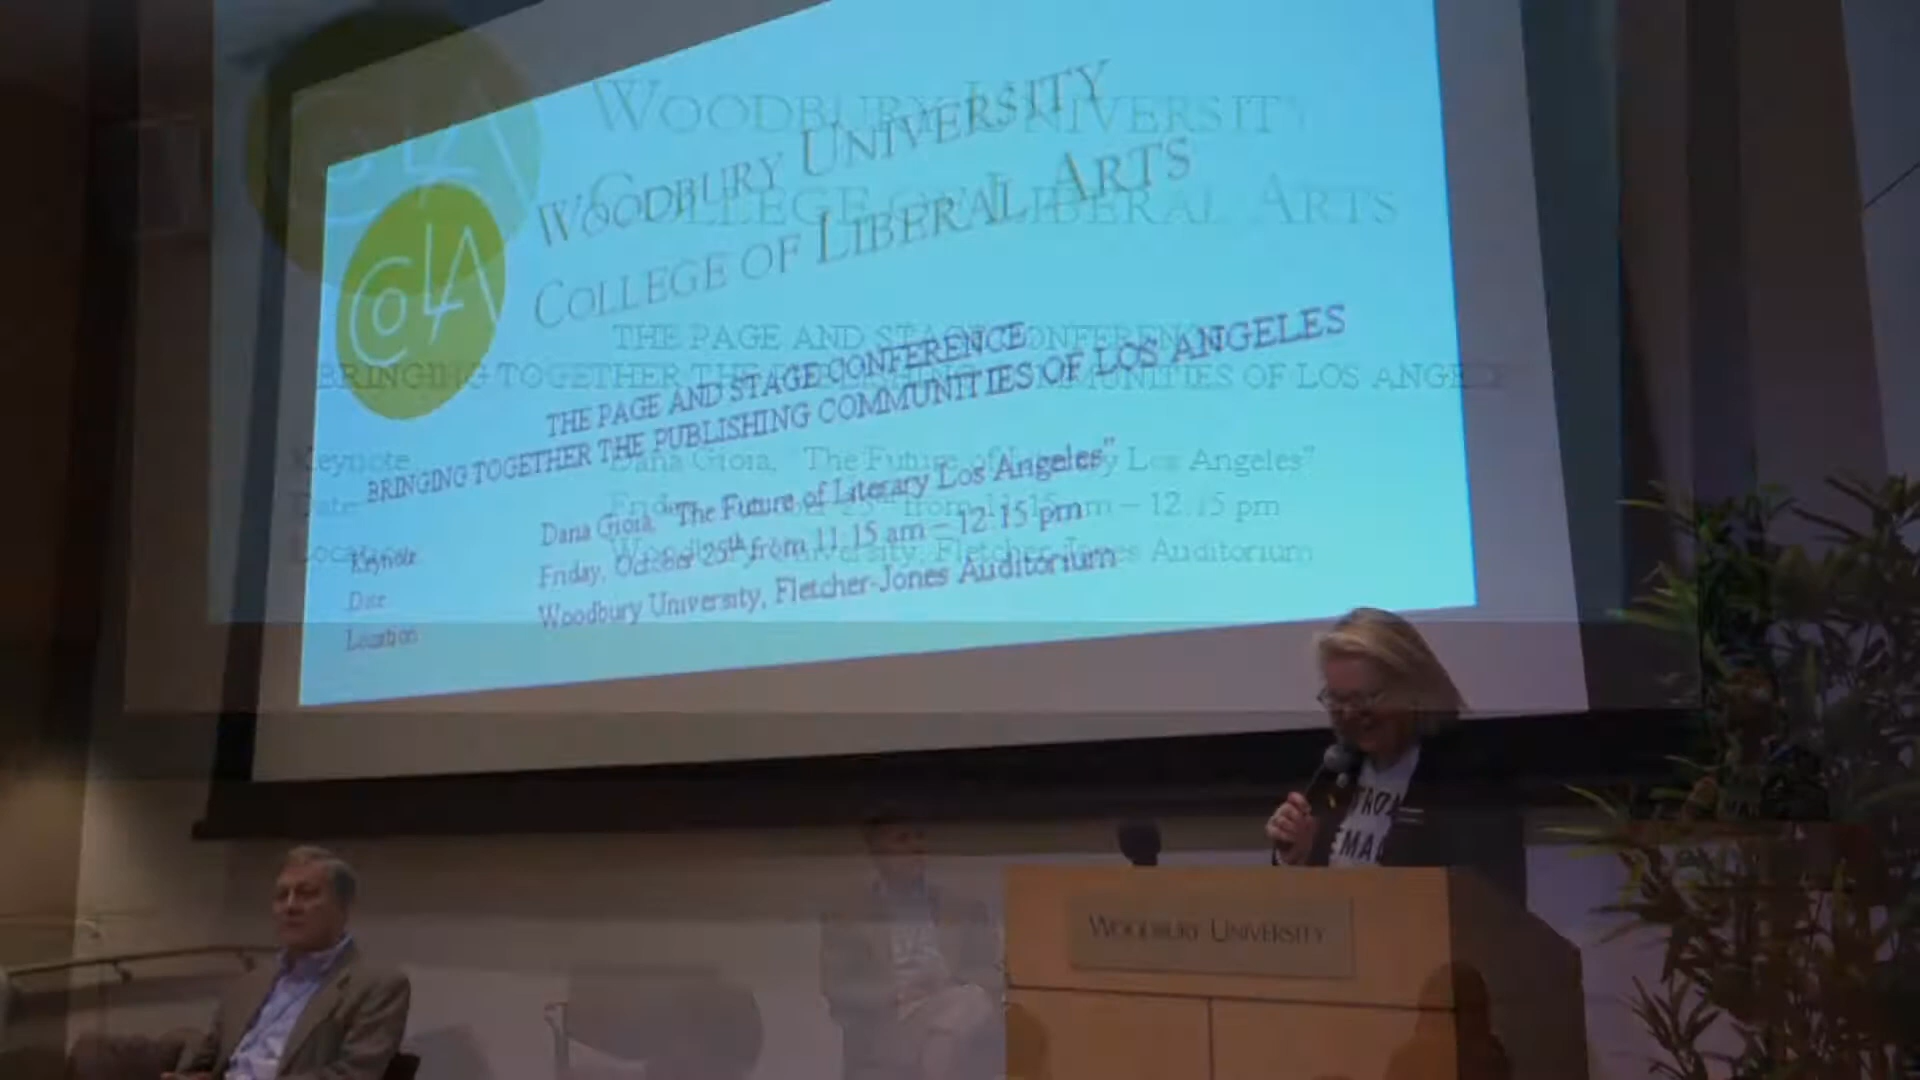 COLA
WOODBURY UNIVERSITY
COLLEGE OF LIBERAL ARTS
THE PAGE AND STAGE CONFERENCE
BRINGING TOGETHER THE PUBLISHING COMMUNITIES OF LOS ANGELES
Keynote Dana Gioia, "The Future of Literary Los Angeles"
Date Friday, October 25th from 11.15 am – 12.15 pm
Location Woodbury University, Fletcher-Jones Auditorium
WOODBURY UNIVERSITY